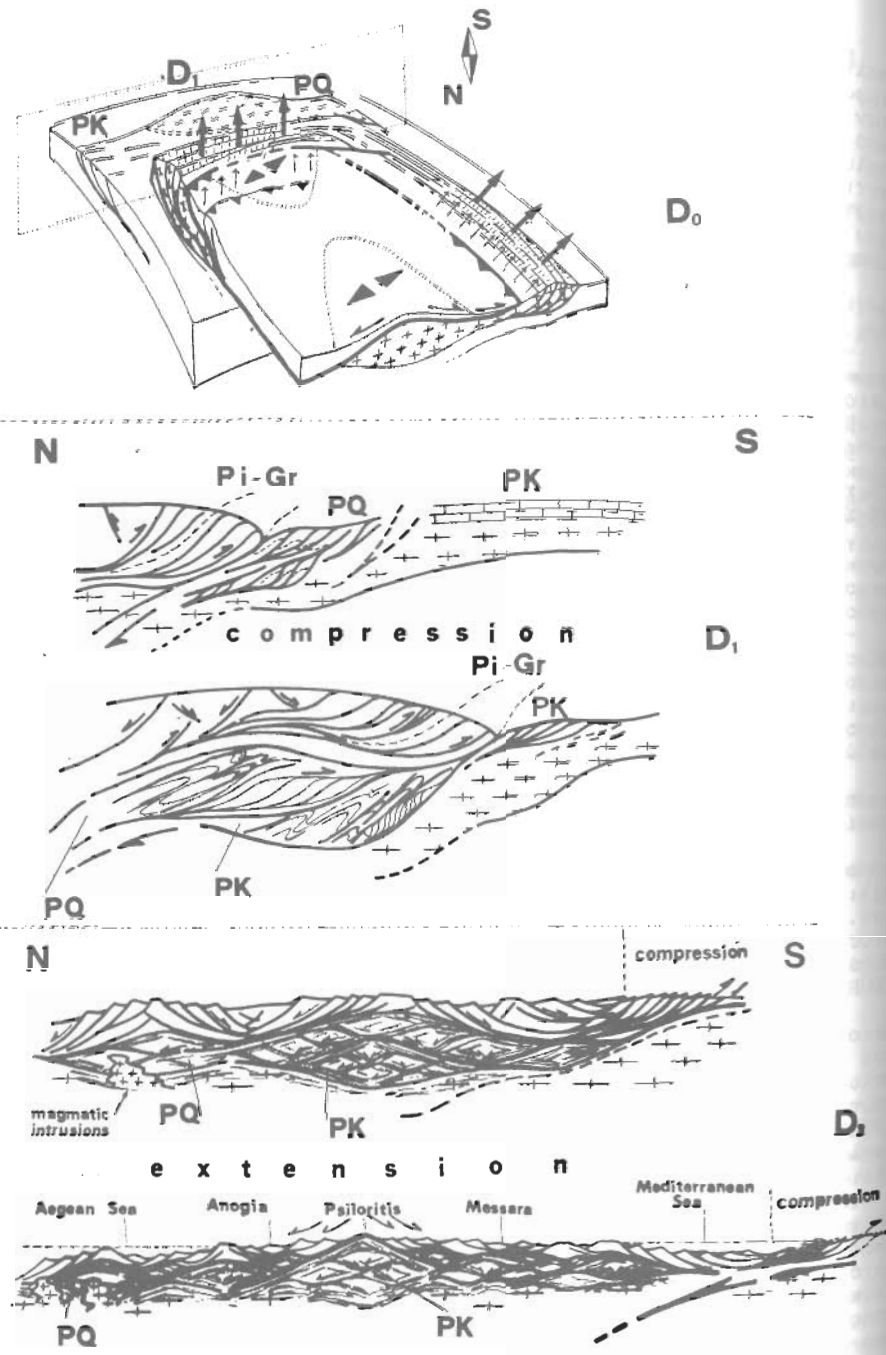 S
D₁
PQ
N
PK
D₀
N
S
Pi-Gr
PK
PQ
compression
D₁
Pi-Gr
PK
PK
PQ
N
compression
S
magmatic
intrusions
PQ
PK
D₂
extension
Aegean Sea
Anogia
Psiloritis
Messara
Mediterranean
Sea
compression
PQ
PK